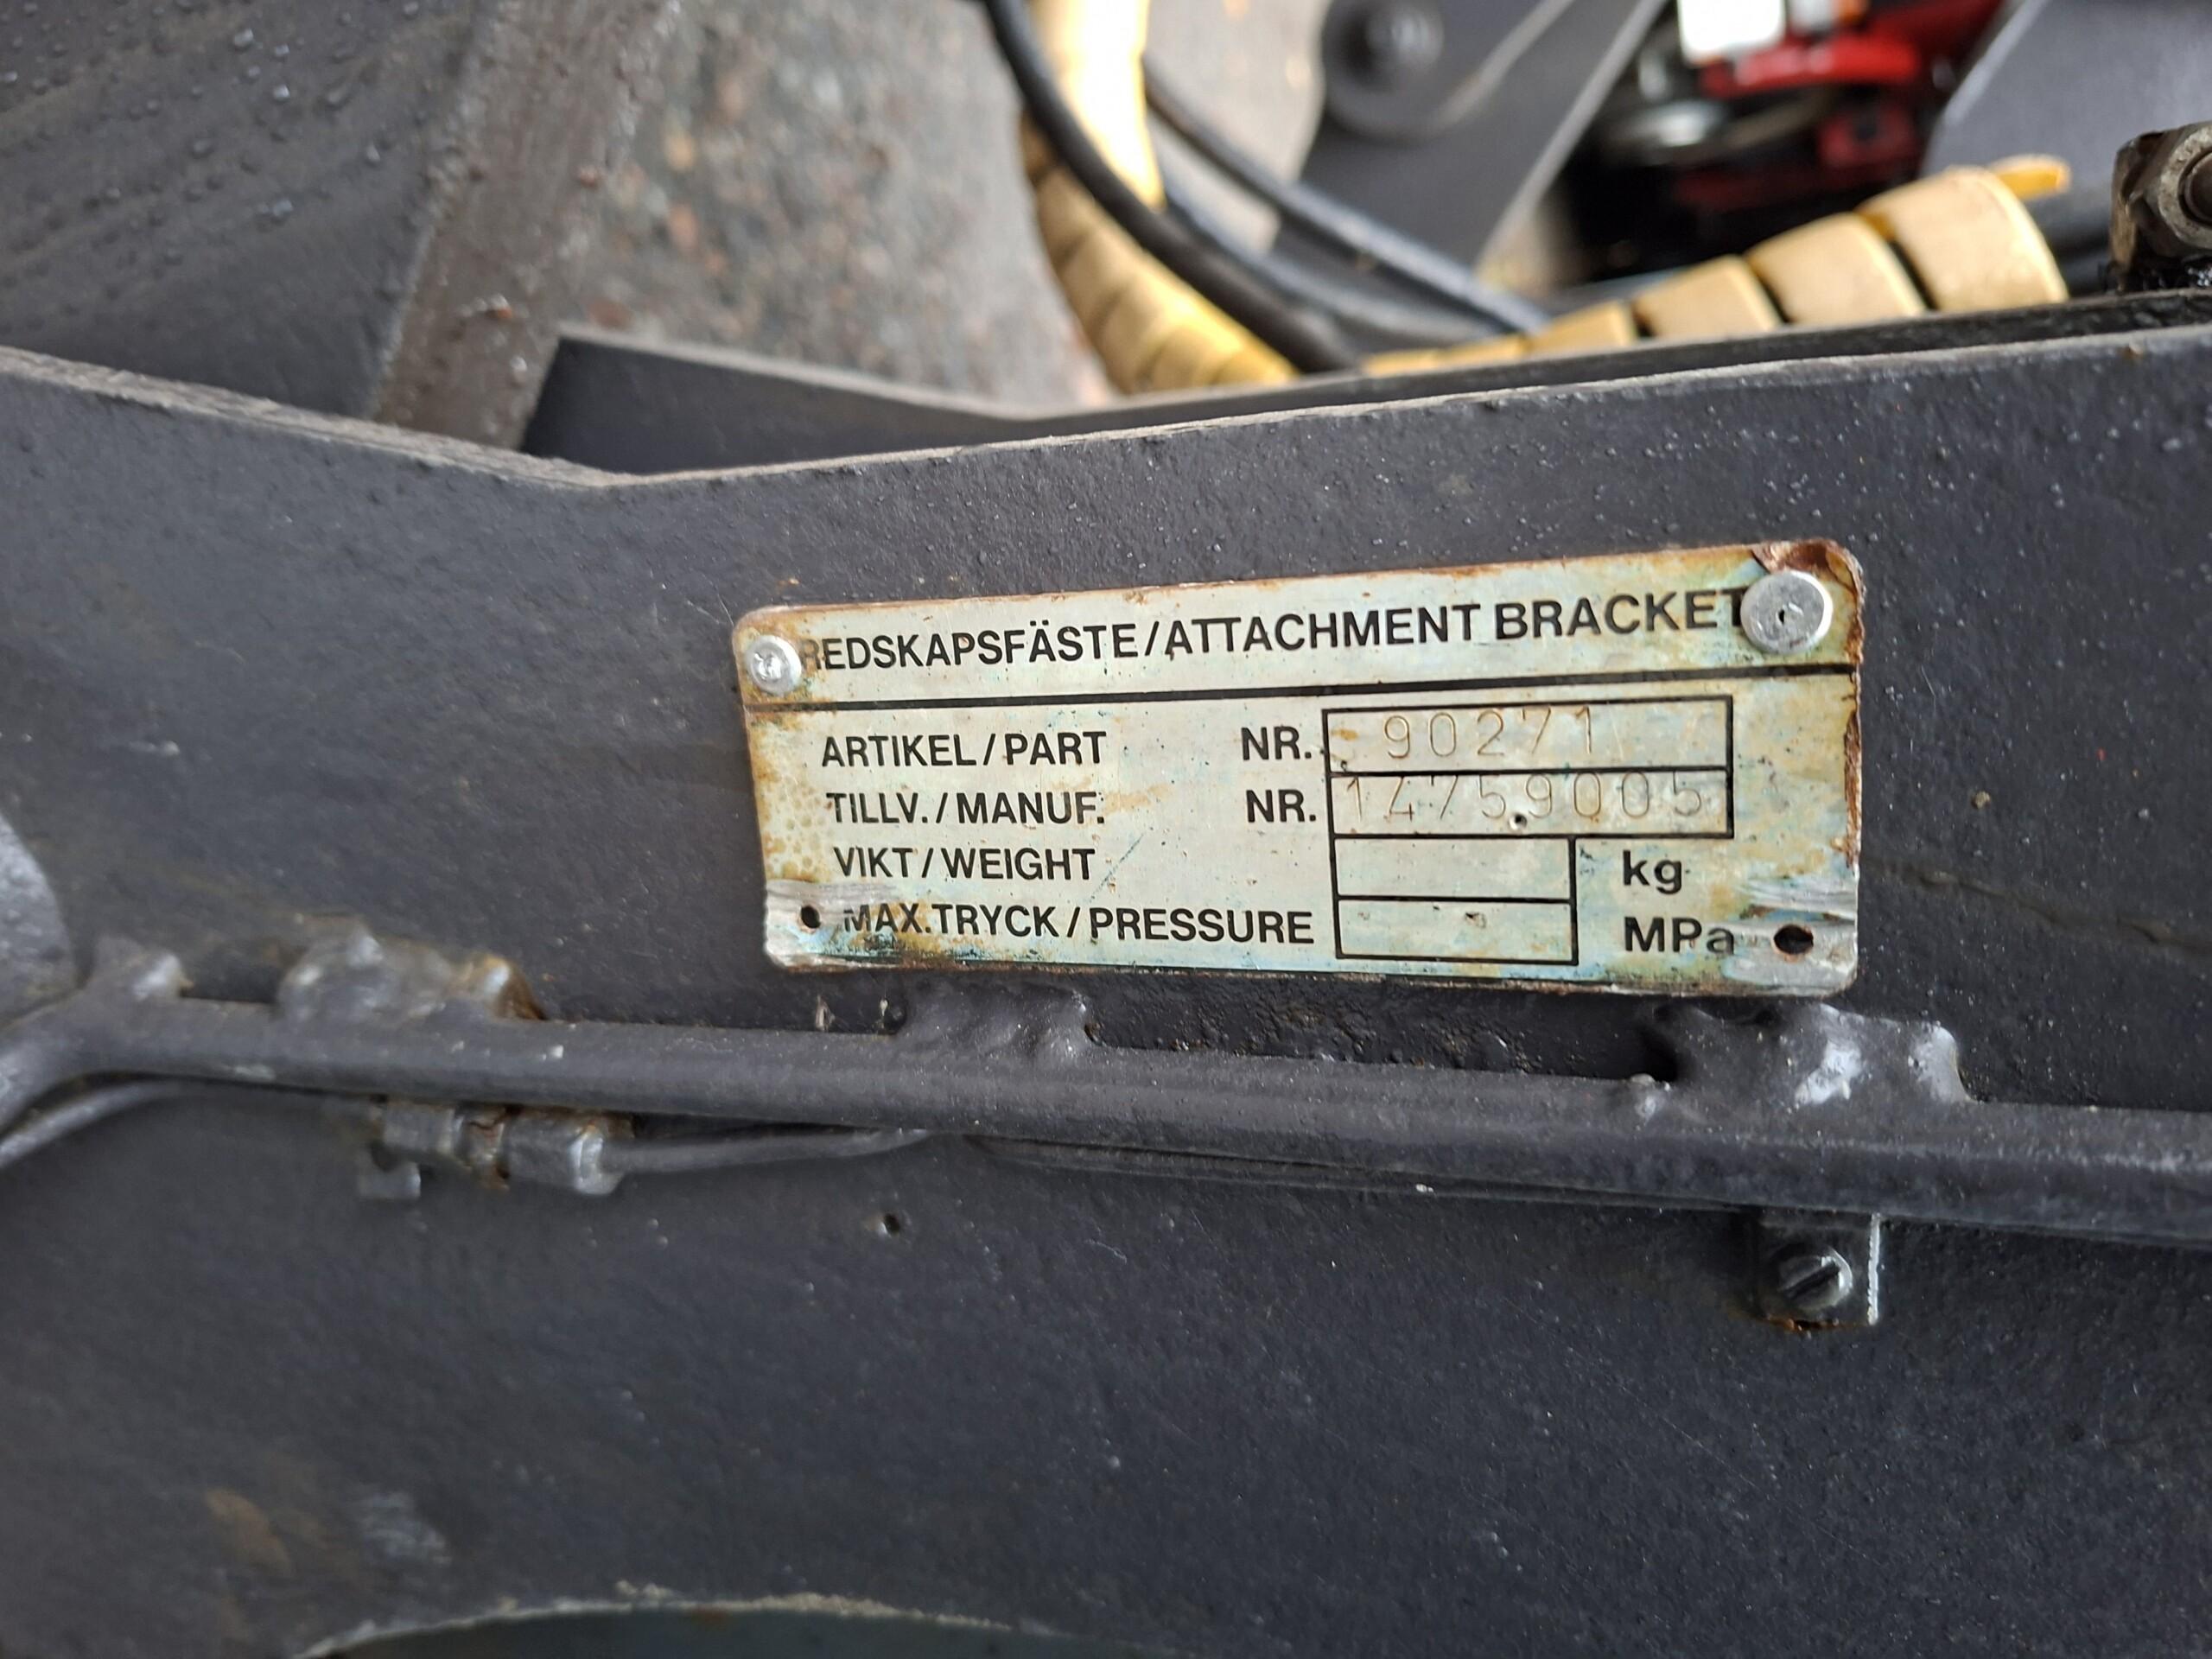 REDSKAPSFÄSTE/ATTACHMENT BRACKET
ARTIKEL/PART NR. 90271
TILLV./MANUF. NR. 14759005
VIKT/WEIGHT kg
MAX.TRYCK/PRESSURE MPa